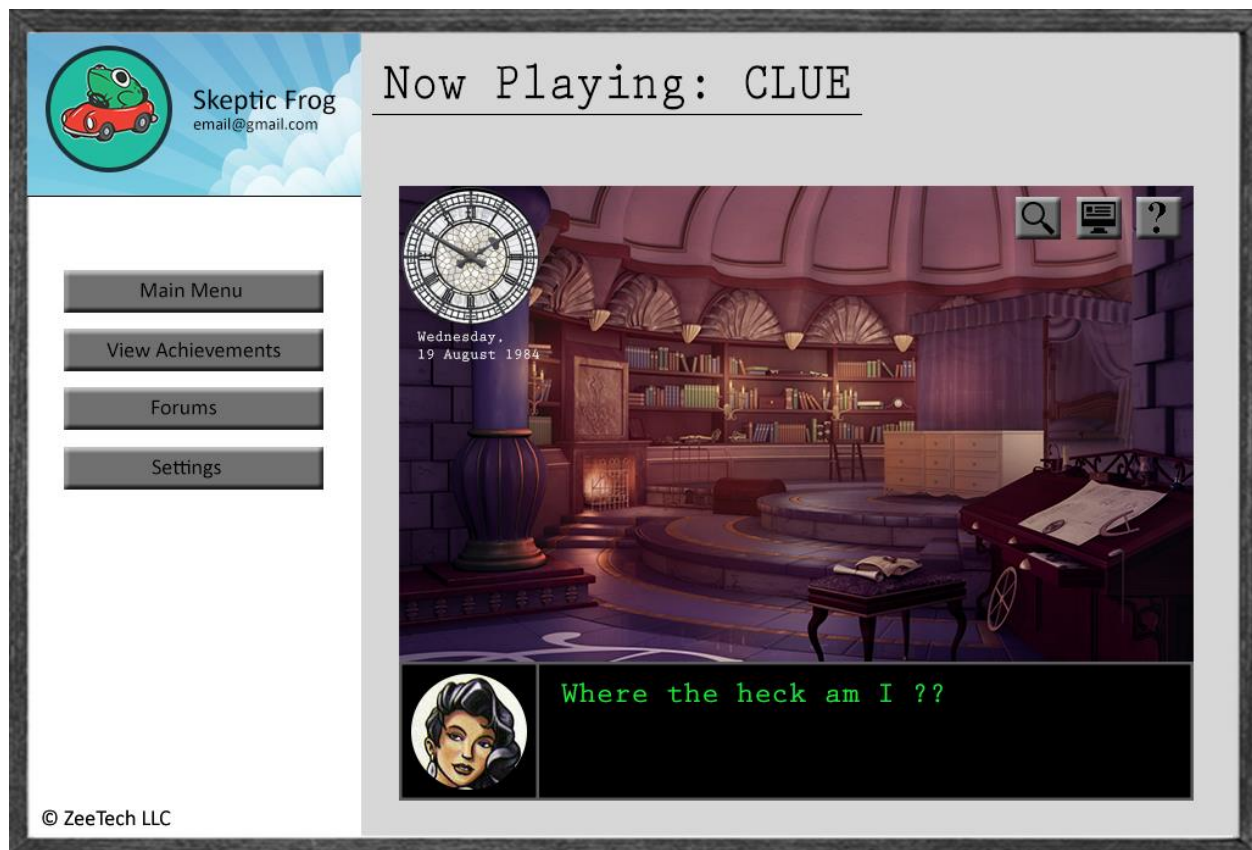 Skeptic Frog
email@gmail.com
Main Menu
View Achievements
Forums
Settings
© ZeeTech LLC
Now Playing: CLUE
?
Wednesday,
19 August 1984
Where the heck am I ??